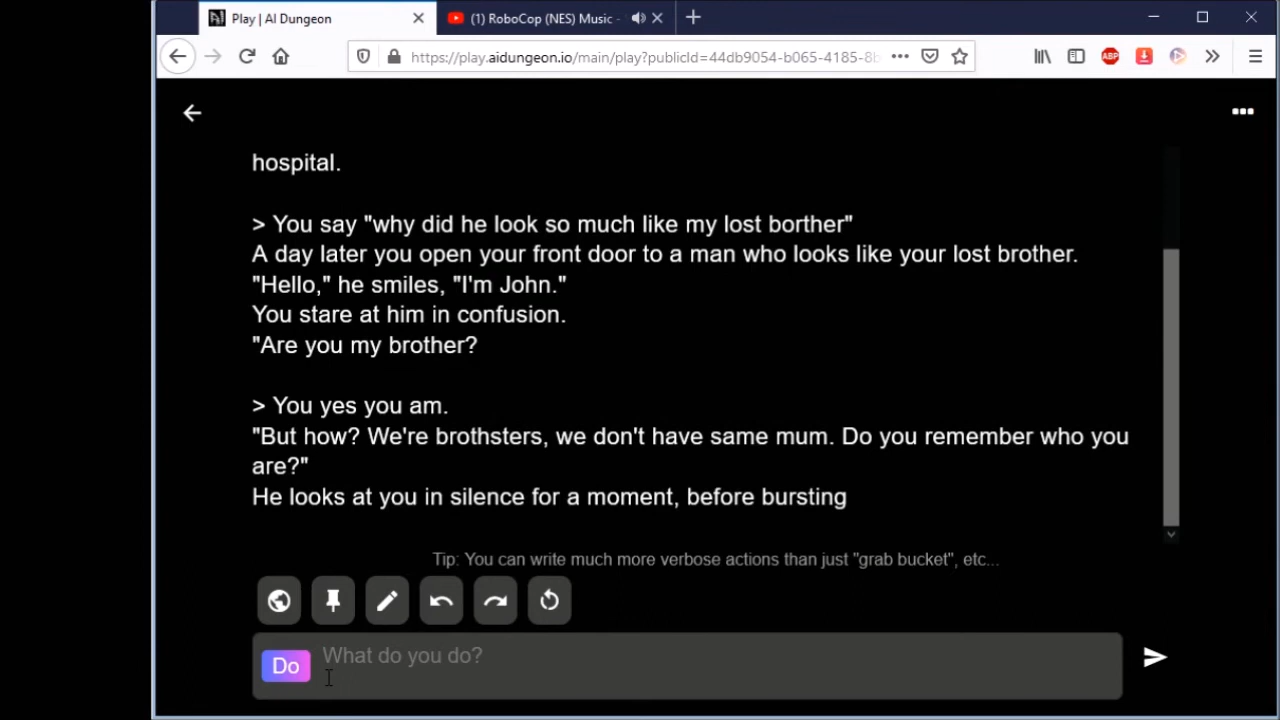 Play | AI Dungeon
(1) RoboCop (NES) Music -
https://play.aidungeon.io/main/play?publicId=44db9054-b065-4185-8b
ABP
hospital.
> You say "why did he look so much like my lost borther"
A day later you open your front door to a man who looks like your lost brother.
"Hello," he smiles, "I'm John."
You stare at him in confusion.
"Are you my brother?
> You yes you am.
"But how? We're brothsters, we don't have same mum. Do you remember who you
are?"
He looks at you in silence for a moment, before bursting
Tip: You can write much more verbose actions than just "grab bucket", etc...
Do
What do you do?